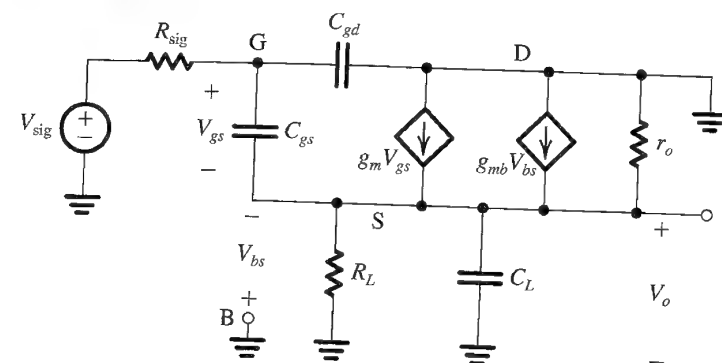 R_sig
G
C_gd
D
+
V_sig
+
−
V_gs
C_gs
−
g_m V_gs
g_mb V_bs
r_o
−
S
+
V_bs
R_L
C_L
V_o
+
B
−